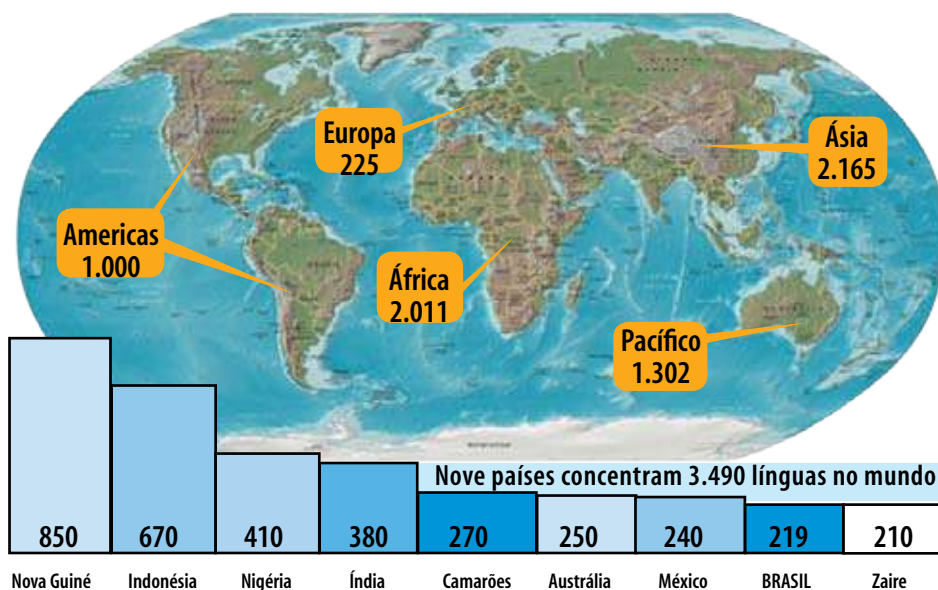 Europa
225
Ásia
2.165
Americas
1.000
África
2.011
Pacífico
1.302
Nove países concentram 3.490 línguas no mundo
850 670 410 380 270 250 240 219 210
Nova Guiné Indonésia Nigéria Índia Camarões Austrália México BRASIL Zaire